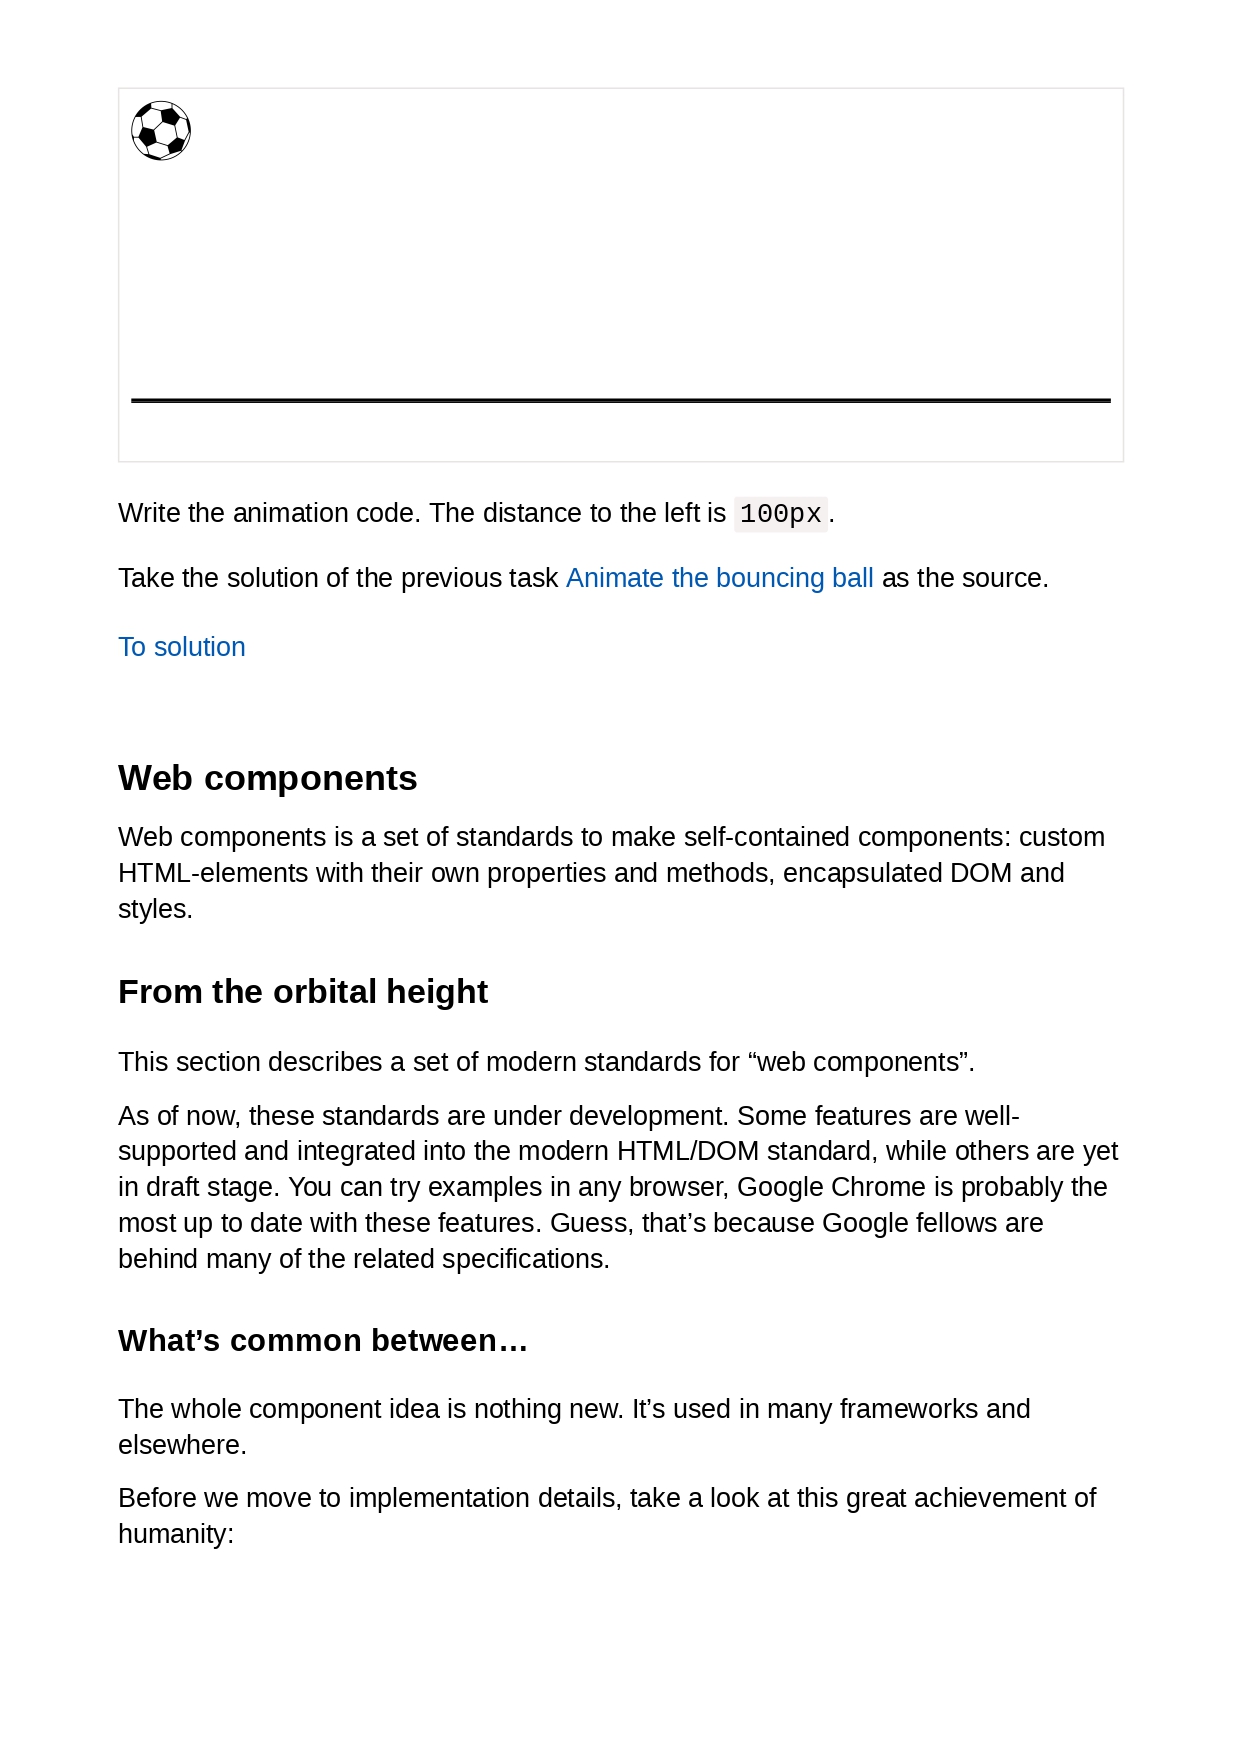 Write the animation code. The distance to the left is 100px.
Take the solution of the previous task Animate the bouncing ball as the source.
To solution
Web components
Web components is a set of standards to make self-contained components: custom
HTML-elements with their own properties and methods, encapsulated DOM and
styles.
From the orbital height
This section describes a set of modern standards for “web components”.
As of now, these standards are under development. Some features are well-
supported and integrated into the modern HTML/DOM standard, while others are yet
in draft stage. You can try examples in any browser, Google Chrome is probably the
most up to date with these features. Guess, that’s because Google fellows are
behind many of the related specifications.
What’s common between…
The whole component idea is nothing new. It’s used in many frameworks and
elsewhere.
Before we move to implementation details, take a look at this great achievement of
humanity: